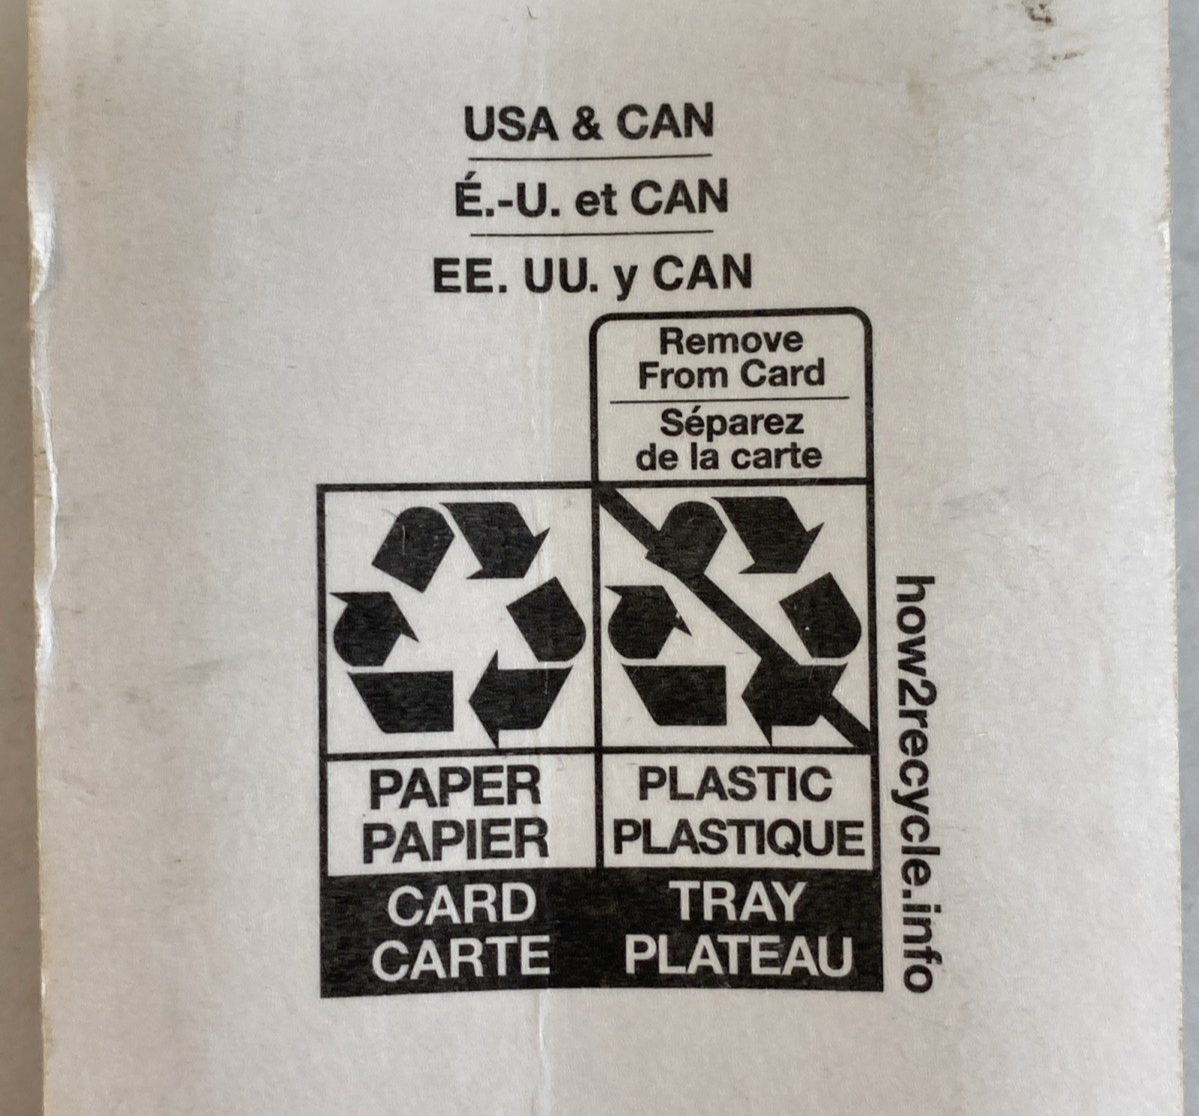 USA & CAN
É.-U. et CAN
EE. UU. y CAN
Remove
From Card
Séparez
de la carte
PAPER
PAPIER
CARD
CARTE
PLASTIC
PLASTIQUE
TRAY
PLATEAU
how2recycle.info